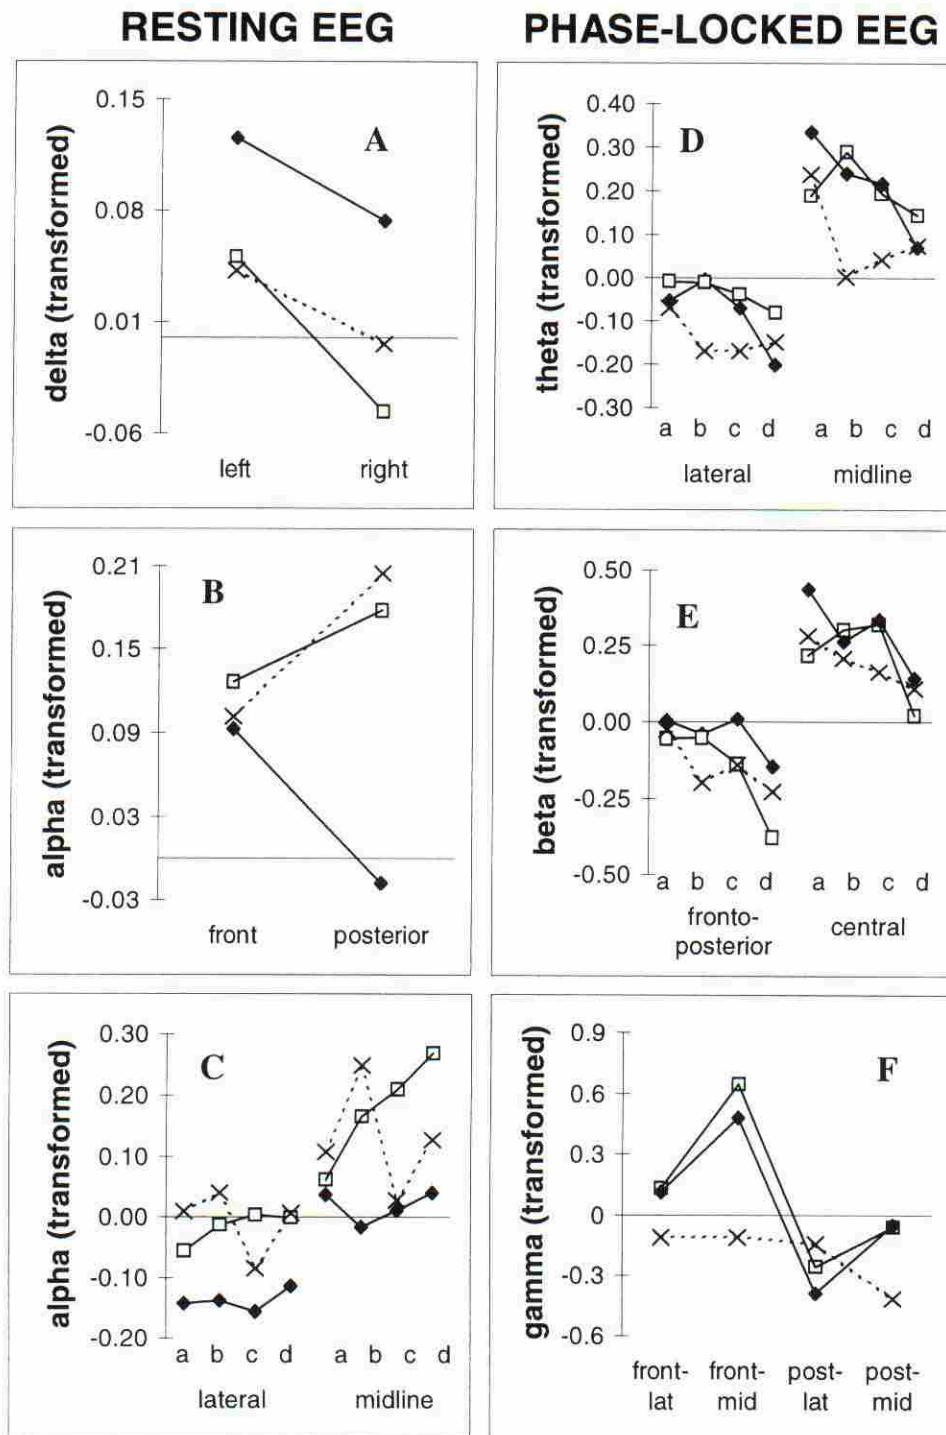 RESTING EEG
PHASE-LOCKED EEG
A
delta (transformed)
0.15
0.08
0.01
-0.06
left right
D
theta (transformed)
0.40
0.30
0.20
0.10
0.00
-0.10
-0.20
-0.30
a b c d a b c d
lateral midline
B
alpha (transformed)
0.21
0.15
0.09
0.03
-0.03
front posterior
E
beta (transformed)
0.50
0.25
0.00
-0.25
-0.50
a b c d a b c d
fronto-
posterior
central
C
alpha (transformed)
0.30
0.20
0.10
0.00
-0.10
-0.20
a b c d a b c d
lateral midline
F
gamma (transformed)
0.9
0.6
0.3
0
-0.3
-0.6
front- front- post- post-
lat mid lat mid